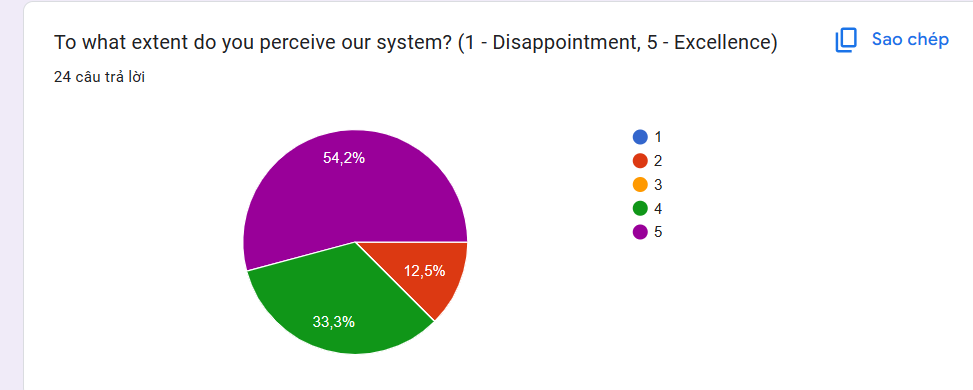 To what extent do you perceive our system? (1 - Disappointment, 5 - Excellence)
Sao chép
24 câu trả lời
54,2%
12,5%
33,3%
1
2
3
4
5